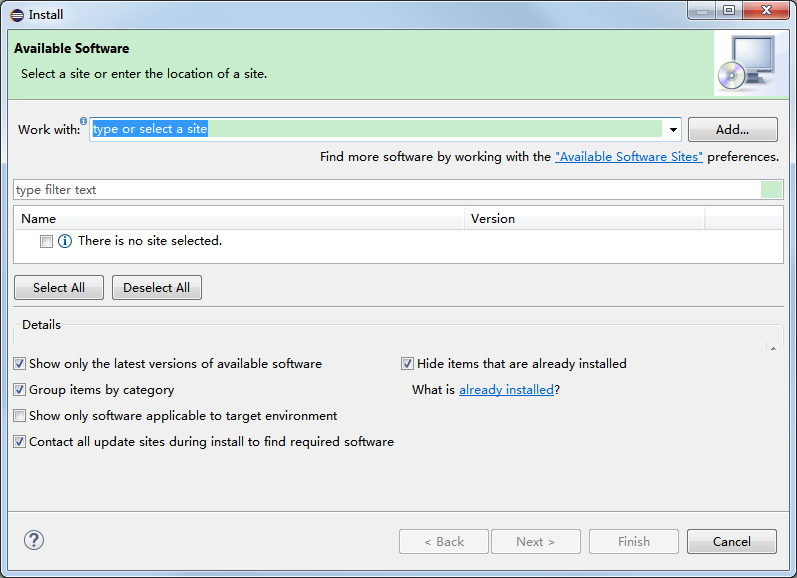 Install
Available Software
Select a site or enter the location of a site.
Work with: type or select a site Add...
Find more software by working with the "Available Software Sites" preferences.
type filter text
Name Version
There is no site selected.
Select All Deselect All
Details
Show only the latest versions of available software Hide items that are already installed
Group items by category What is already installed?
Show only software applicable to target environment
Contact all update sites during install to find required software
? < Back Next > Finish Cancel